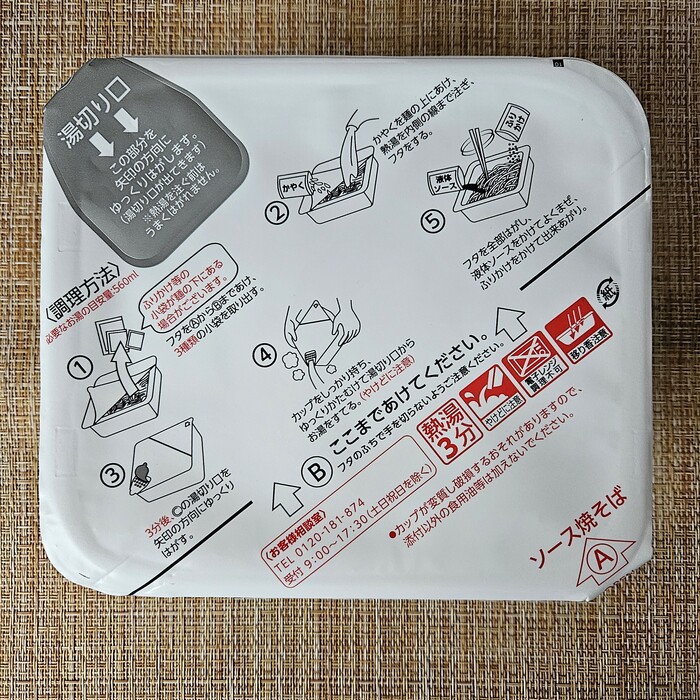 湯切り口
この部分を
矢印の方向に
ゆっくりはがします。
(湯切り口が出てきます)
※熱湯を注ぐ前は
うまくはがれません。
〈調理方法〉
必要なお湯の目安量:560ml
ふりかけ等の
小袋が麺の下にある
場合がございます。
①
フタをⒶからⒷまであけ、
3種類の小袋を取り出す。
②
かやく
かやくを麺の上にあけ、
熱湯を内側の線まで注ぎ、
フタをする。
③
3分後、Ⓒの湯切り口を
矢印の方向にゆっくり
はがす。
④
カップをしっかり持ち、
ゆっくりかたむけて湯切り口から
お湯をすてる。(やけどに注意)
⑤
液体
ソース
ふり
かけ
フタを全部はがし、
液体ソースをかけてよくまぜ、
ふりかけをかけて出来あがり。
Ⓑ ここまであけてください。
フタのふちで手を切らないようご注意ください。
熱湯
3分
やけどに注意
電子レンジ
調理不可
移り香注意
紙
〈お客様相談室〉
TEL 0120-181-874
受付 9:00〜17:30(土日祝日を除く)
●カップが変質し破損するおそれがありますので、
添付以外の食用油等は加えないでください。
ソース焼そば
Ⓐ